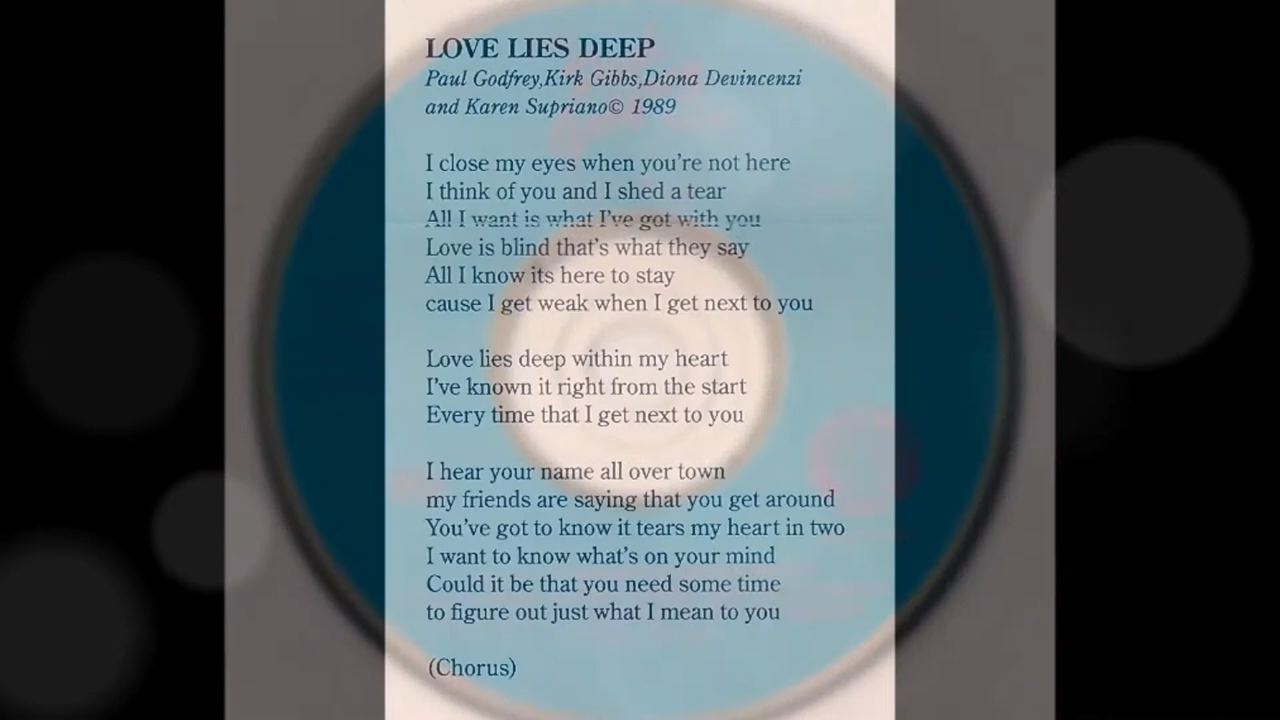 LOVE LIES DEEP
Paul Godfrey,Kirk Gibbs,Diona Devincenzi
and Karen Supriano© 1989
I close my eyes when you're not here
I think of you and I shed a tear
All I want is what I've got with you
Love is blind that's what they say
All I know its here to stay
cause I get weak when I get next to you
Love lies deep within my heart
I've known it right from the start
Every time that I get next to you
I hear your name all over town
my friends are saying that you get around
You've got to know it tears my heart in two
I want to know what's on your mind
Could it be that you need some time
to figure out just what I mean to you
(Chorus)